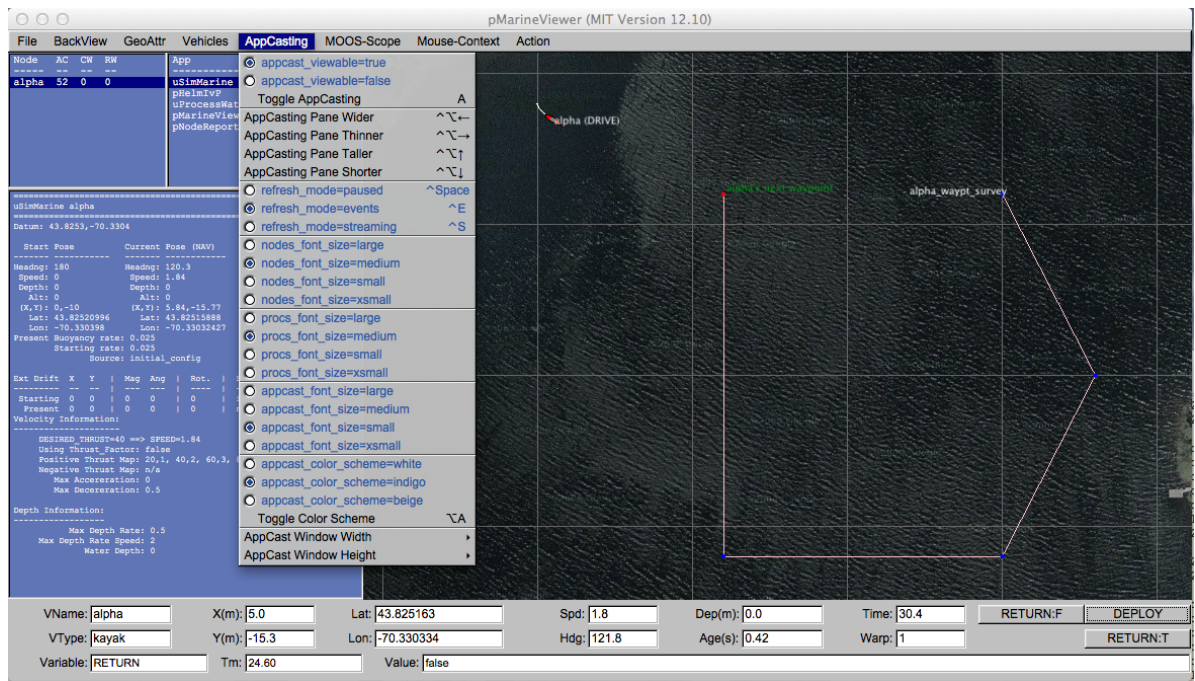 pMarineViewer (MIT Version 12.10)
File BackView GeoAttr Vehicles AppCasting MOOS-Scope Mouse-Context Action
Node AC CW RW
alpha 52 0 0
App
uSimMarine
pHelmIvP
uProcessWat
pMarineView
pNodeReport
uSimMarine alpha
Datum: 43.8253,-70.3304
Start Pose Current Pose (NAV)
Headng: 180 Headng: 120.3
Speed: 0 Speed: 1.84
Depth: 0 Depth: 0
Alt: 0 Alt: 0
(X,Y): 0,-10 (X,Y): 5.84,-15.77
Lat: 43.82520996 Lat: 43.82515888
Lon: -70.330398 Lon: -70.33032427
Present Buoyancy rate: 0.025
Starting rate: 0.025
Source: initial_config
Ext Drift X Y | Mag Ang | Rot. |
Starting 0 0 | 0 0 | 0 |
Present 0 0 | 0 0 | 0 |
Velocity Information:
DESIRED_THRUST=40 ==> SPEED=1.84
Using Thrust_Factor: false
Positive Thrust Map: 20,1, 40,2, 60,3,
Negative Thrust Map: n/a
Max Accereration: 0
Max Decereration: 0.5
Depth Information:
Max Depth Rate: 0.5
Max Depth Rate Speed: 2
Water Depth: 0
appcast_viewable=true
appcast_viewable=false
Toggle AppCasting A
AppCasting Pane Wider ^⌥←
AppCasting Pane Thinner ^⌥→
AppCasting Pane Taller ^⌥↑
AppCasting Pane Shorter ^⌥↓
refresh_mode=paused ^Space
refresh_mode=events ^E
refresh_mode=streaming ^S
nodes_font_size=large
nodes_font_size=medium
nodes_font_size=small
nodes_font_size=xsmall
procs_font_size=large
procs_font_size=medium
procs_font_size=small
procs_font_size=xsmall
appcast_font_size=large
appcast_font_size=medium
appcast_font_size=small
appcast_font_size=xsmall
appcast_color_scheme=white
appcast_color_scheme=indigo
appcast_color_scheme=beige
Toggle Color Scheme ⌥A
AppCast Window Width
AppCast Window Height
alpha (DRIVE)
alpha's next waypoint
alpha_waypt_survey
VName: alpha X(m): 5.0 Lat: 43.825163 Spd: 1.8 Dep(m): 0.0 Time: 30.4 RETURN:F DEPLOY
VType: kayak Y(m): -15.3 Lon: -70.330334 Hdg: 121.8 Age(s): 0.42 Warp: 1 RETURN:T
Variable: RETURN Tm: 24.60 Value: false